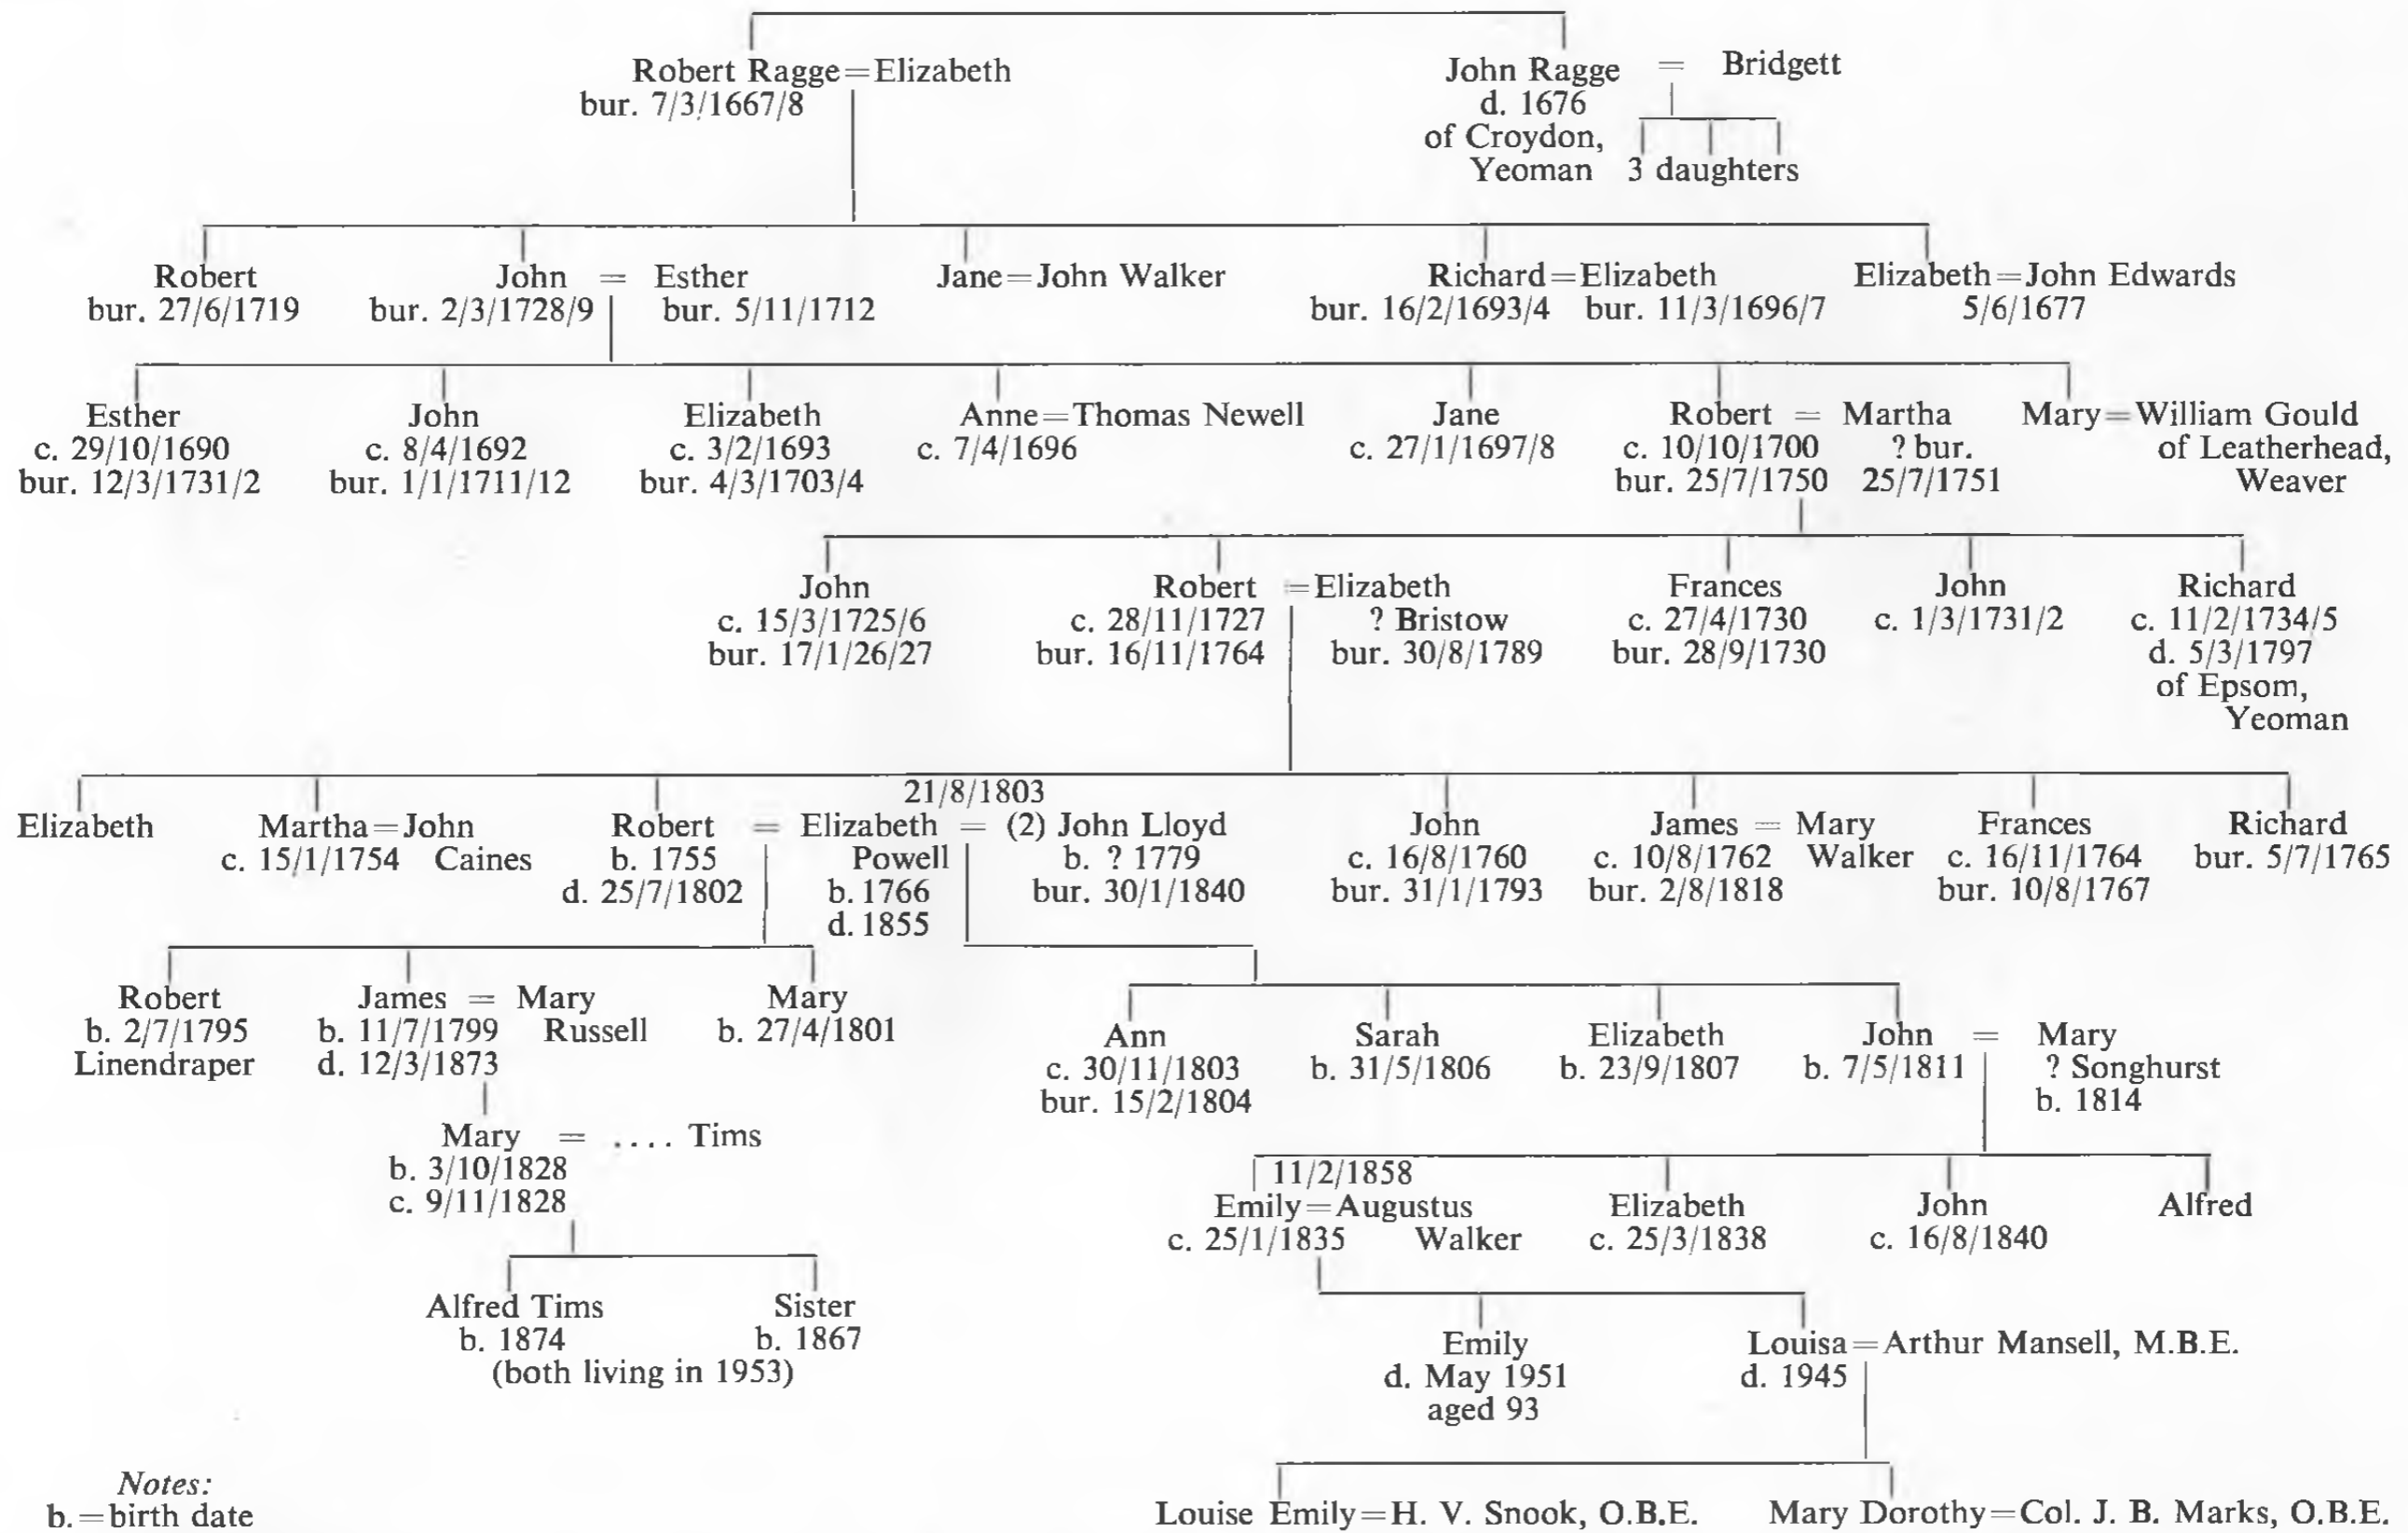 Robert Ragge=Elizabeth John Ragge = Bridgett
bur. 7/3/1667/8 d. 1676
of Croydon,
Yeoman 3 daughters
Robert John = Esther Jane=John Walker Richard=Elizabeth Elizabeth=John Edwards
bur. 27/6/1719 bur. 2/3/1728/9 bur. 5/11/1712 bur. 16/2/1693/4 bur. 11/3/1696/7 5/6/1677
Esther John Elizabeth Anne=Thomas Newell Jane Robert = Martha Mary=William Gould
c. 29/10/1690 c. 8/4/1692 c. 3/2/1693 c. 7/4/1696 c. 27/1/1697/8 c. 10/10/1700 ? bur. of Leatherhead,
bur. 12/3/1731/2 bur. 1/1/1711/12 bur. 4/3/1703/4 bur. 25/7/1750 25/7/1751 Weaver
John Robert =Elizabeth Frances John Richard
c. 15/3/1725/6 c. 28/11/1727 ? Bristow c. 27/4/1730 c. 1/3/1731/2 c. 11/2/1734/5
bur. 17/1/26/27 bur. 16/11/1764 bur. 30/8/1789 bur. 28/9/1730 d. 5/3/1797
of Epsom,
Yeoman
21/8/1803
Elizabeth Martha=John Robert = Elizabeth = (2) John Lloyd John James = Mary Frances Richard
c. 15/1/1754 Caines b. 1755 Powell b. ? 1779 c. 16/8/1760 c. 10/8/1762 Walker c. 16/11/1764 bur. 5/7/1765
d. 25/7/1802 b. 1766 bur. 30/1/1840 bur. 31/1/1793 bur. 2/8/1818 bur. 10/8/1767
d. 1855
Robert James = Mary Mary
b. 2/7/1795 b. 11/7/1799 Russell b. 27/4/1801
Linendraper d. 12/3/1873
Ann Sarah Elizabeth John = Mary
c. 30/11/1803 b. 31/5/1806 b. 23/9/1807 b. 7/5/1811 ? Songhurst
bur. 15/2/1804 b. 1814
Mary = .... Tims
b. 3/10/1828
c. 9/11/1828
11/2/1858
Emily=Augustus Elizabeth John Alfred
c. 25/1/1835 Walker c. 25/3/1838 c. 16/8/1840
Alfred Tims Sister
b. 1874 b. 1867
(both living in 1953)
Emily Louisa=Arthur Mansell, M.B.E.
d. May 1951 d. 1945
aged 93
Notes:
b.=birth date
Louise Emily=H. V. Snook, O.B.E. Mary Dorothy=Col. J. B. Marks, O.B.E.